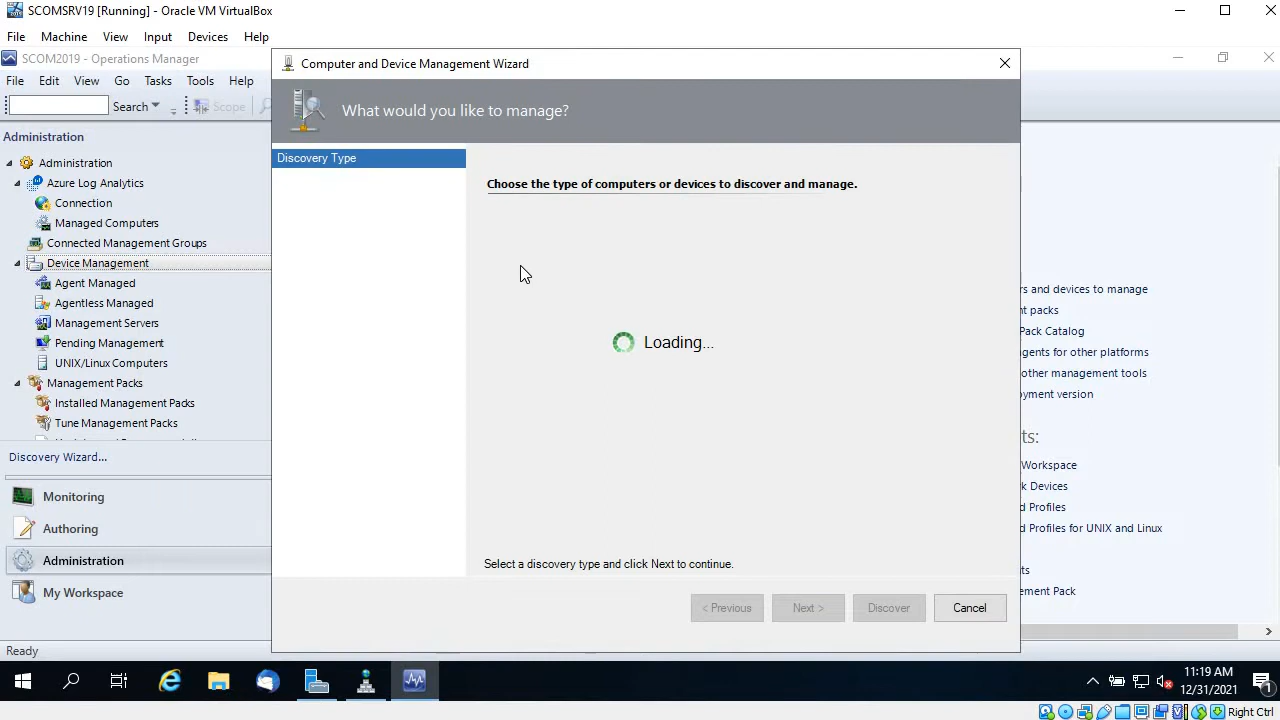 SCOMSRV19 [Running] - Oracle VM VirtualBox
File Machine View Input Devices Help
SCOM2019 - Operations Manager
File Edit View Go Tasks Tools Help
Search Scope
Computer and Device Management Wizard
What would you like to manage?
Discovery Type
Choose the type of computers or devices to discover and manage.
Loading...
Select a discovery type and click Next to continue.
< Previous Next > Discover Cancel
Administration
Administration
Azure Log Analytics
Connection
Managed Computers
Connected Management Groups
Device Management
Agent Managed
Agentless Managed
Management Servers
Pending Management
UNIX/Linux Computers
Management Packs
Installed Management Packs
Tune Management Packs
Discovery Wizard...
Monitoring
Authoring
Administration
My Workspace
Ready
rs and devices to manage
nt packs
Pack Catalog
gents for other platforms
other management tools
oyment version
ts:
Workspace
k Devices
d Profiles
d Profiles for UNIX and Linux
ts
ement Pack
11:19 AM
12/31/2021
1
Right Ctrl